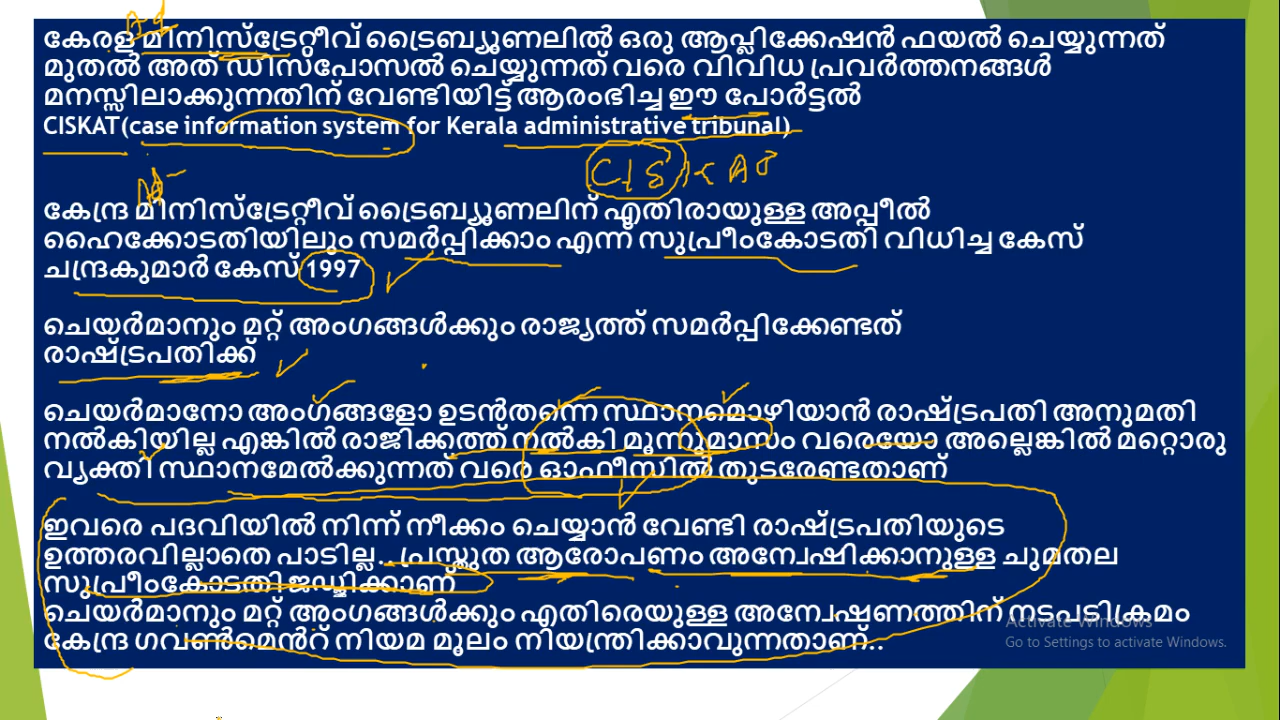 കേരള മിനിസ്ട്രേറ്റീവ് ട്രൈബ്യൂണലിൽ ഒരു ആപ്ലിക്കേഷൻ ഫയൽ ചെയ്യുന്നത്
മുതൽ അത് ഡിസ്പോസൽ ചെയ്യുന്നത് വരെ വിവിധ പ്രവർത്തനങ്ങൾ
മനസ്സിലാക്കുന്നതിന് വേണ്ടിയിട്ട് ആരംഭിച്ച ഈ പോർട്ടൽ
CISKAT(case information system for Kerala administrative tribunal)
CIS KAT
കേന്ദ്ര മിനിസ്ട്രേറ്റീവ് ട്രൈബ്യൂണലിന് എതിരായുള്ള അപ്പീൽ
ഹൈക്കോടതിയിലും സമർപ്പിക്കാം എന്ന് സുപ്രീംകോടതി വിധിച്ച കേസ്
ചന്ദ്രകുമാർ കേസ് 1997
ചെയർമാനും മറ്റ് അംഗങ്ങൾക്കും രാജ്യത്ത് സമർപ്പിക്കേണ്ടത്
രാഷ്ട്രപതിക്ക്
ചെയർമാനോ അംഗങ്ങളോ ഉടൻതന്നെ സ്ഥാനമൊഴിയാൻ രാഷ്ട്രപതി അനുമതി
നൽകിയില്ല എങ്കിൽ രാജിക്കത്ത് നൽകി മൂന്നുമാസം വരെയോ അല്ലെങ്കിൽ മറ്റൊരു
വ്യക്തി സ്ഥാനമേൽക്കുന്നത് വരെ ഓഫീസിൽ തുടരേണ്ടതാണ്
ഇവരെ പദവിയിൽ നിന്ന് നീക്കം ചെയ്യാൻ വേണ്ടി രാഷ്ട്രപതിയുടെ
ഉത്തരവില്ലാതെ പാടില്ല.. പ്രസ്തുത ആരോപണം അന്വേഷിക്കാനുള്ള ചുമതല
സുപ്രീംകോടതി ജഡ്ജിക്കാണ്
ചെയർമാനും മറ്റ് അംഗങ്ങൾക്കും എതിരെയുള്ള അന്വേഷണത്തിന് നടപടിക്രമം
കേന്ദ്ര ഗവൺമെൻറ് നിയമ മൂലം നിയന്ത്രിക്കാവുന്നതാണ്..
Activate Windows
Go to Settings to activate Windows.